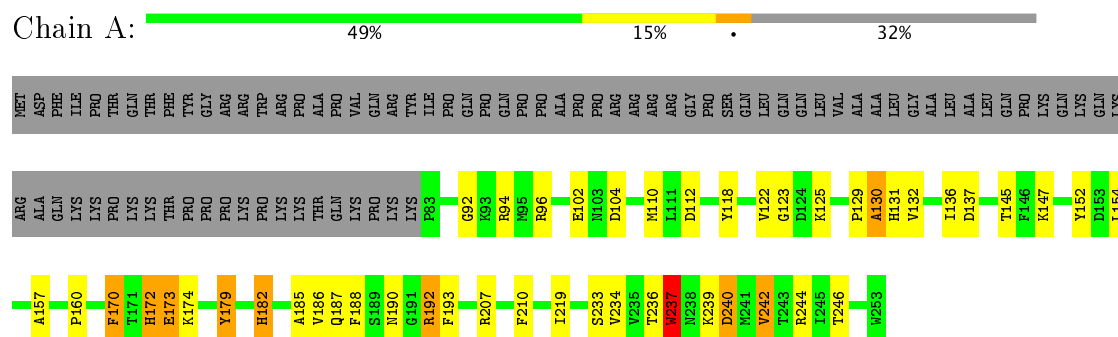 Chain A:
49% 15% • 32%
MET ASP PHE ILE PRO THR GLN THR PHE TYR GLY ARG ARG TRP ARG PRO ALA PRO VAL GLN ARG TYR ILE PRO GLN PRO GLN PRO PRO ALA PRO PRO ARG ARG ARG ARG GLY PRO SER GLN LEU GLN GLN LEU VAL ALA ALA LEU GLY ALA LEU ALA LEU GLN PRO LYS GLN LYS GLN LYS
ARG ALA GLN LYS LYS PRO LYS LYS THR PRO PRO PRO LYS PRO LYS LYS THR GLN LYS PRO LYS LYS P83 G92 K93 R94 M95 R96 E102 N103 D104 M110 L111 D112 Y118 V122 G123 D124 K125 P129 A130 H131 V132 I136 D137 T145 F146 K147 Y152 D153 L154
A157 P160 F170 T171 H172 E173 K174 Y179 H182 A185 V186 Q187 F188 S189 N190 G191 R192 F193 R207 F210 I219 S233 V234 V235 T236 W237 N238 K239 D240 M241 V242 T243 R244 I245 T246 W253